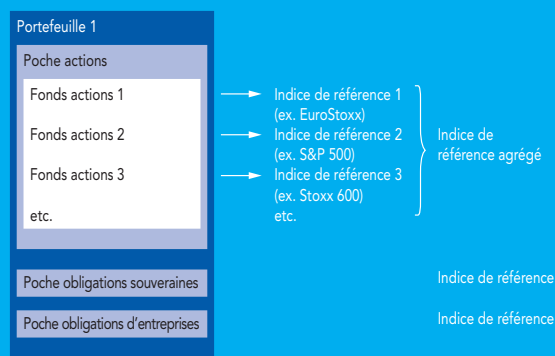 Portefeuille 1
Poche actions
Fonds actions 1
Indice de référence 1
(ex. EuroStoxx)
Fonds actions 2
Indice de référence 2
(ex. S&P 500)
Fonds actions 3
Indice de référence 3
(ex. Stoxx 600)
etc.
etc.
Indice de
référence agrégé
Poche obligations souveraines
Indice de référence
Poche obligations d’entreprises
Indice de référence